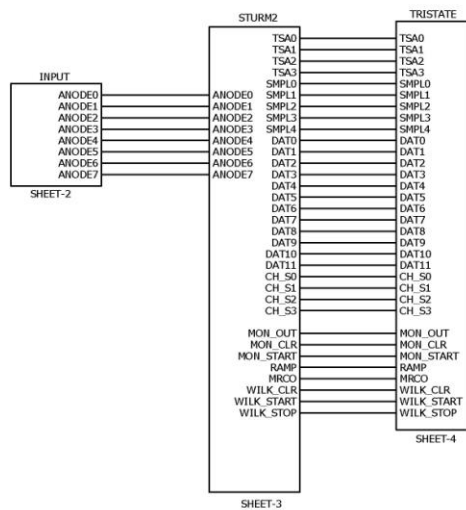 STURM2
TRISTATE
INPUT
SHEET-2
ANODE0
ANODE1
ANODE2
ANODE3
ANODE4
ANODE5
ANODE6
ANODE7
ANODE0
ANODE1
ANODE2
ANODE3
ANODE4
ANODE5
ANODE6
ANODE7
TSA0
TSA1
TSA2
TSA3
SMPL0
SMPL1
SMPL2
SMPL3
SMPL4
DAT0
DAT1
DAT2
DAT3
DAT4
DAT5
DAT6
DAT7
DAT8
DAT9
DAT10
DAT11
CH_S0
CH_S1
CH_S2
CH_S3
MON_OUT
MON_CLR
MON_START
RAMP
MRCO
WILK_CLR
WILK_START
WILK_STOP
SHEET-3
TSA0
TSA1
TSA2
TSA3
SMPL0
SMPL1
SMPL2
SMPL3
SMPL4
DAT0
DAT1
DAT2
DAT3
DAT4
DAT5
DAT6
DAT7
DAT8
DAT9
DAT10
DAT11
CH_S0
CH_S1
CH_S2
CH_S3
MON_OUT
MON_CLR
MON_START
RAMP
MRCO
WILK_CLR
WILK_START
WILK_STOP
SHEET-4